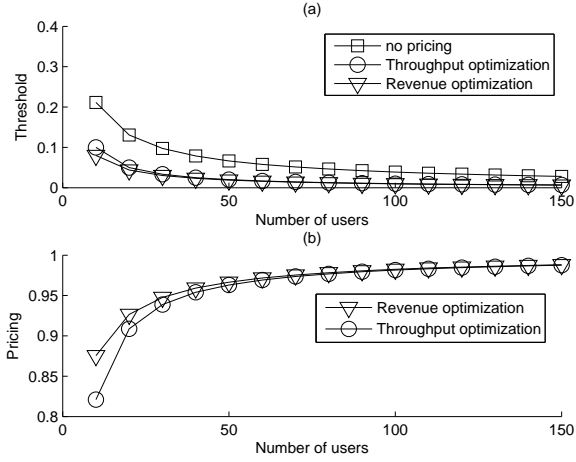 (a)
0.4
0.3
0.2
0.1
0
Threshold
no pricing
Throughput optimization
Revenue optimization
0
50
100
150
Number of users
(b)
1
0.95
0.9
0.85
0.8
Pricing
Revenue optimization
Throughput optimization
0
50
100
150
Number of users